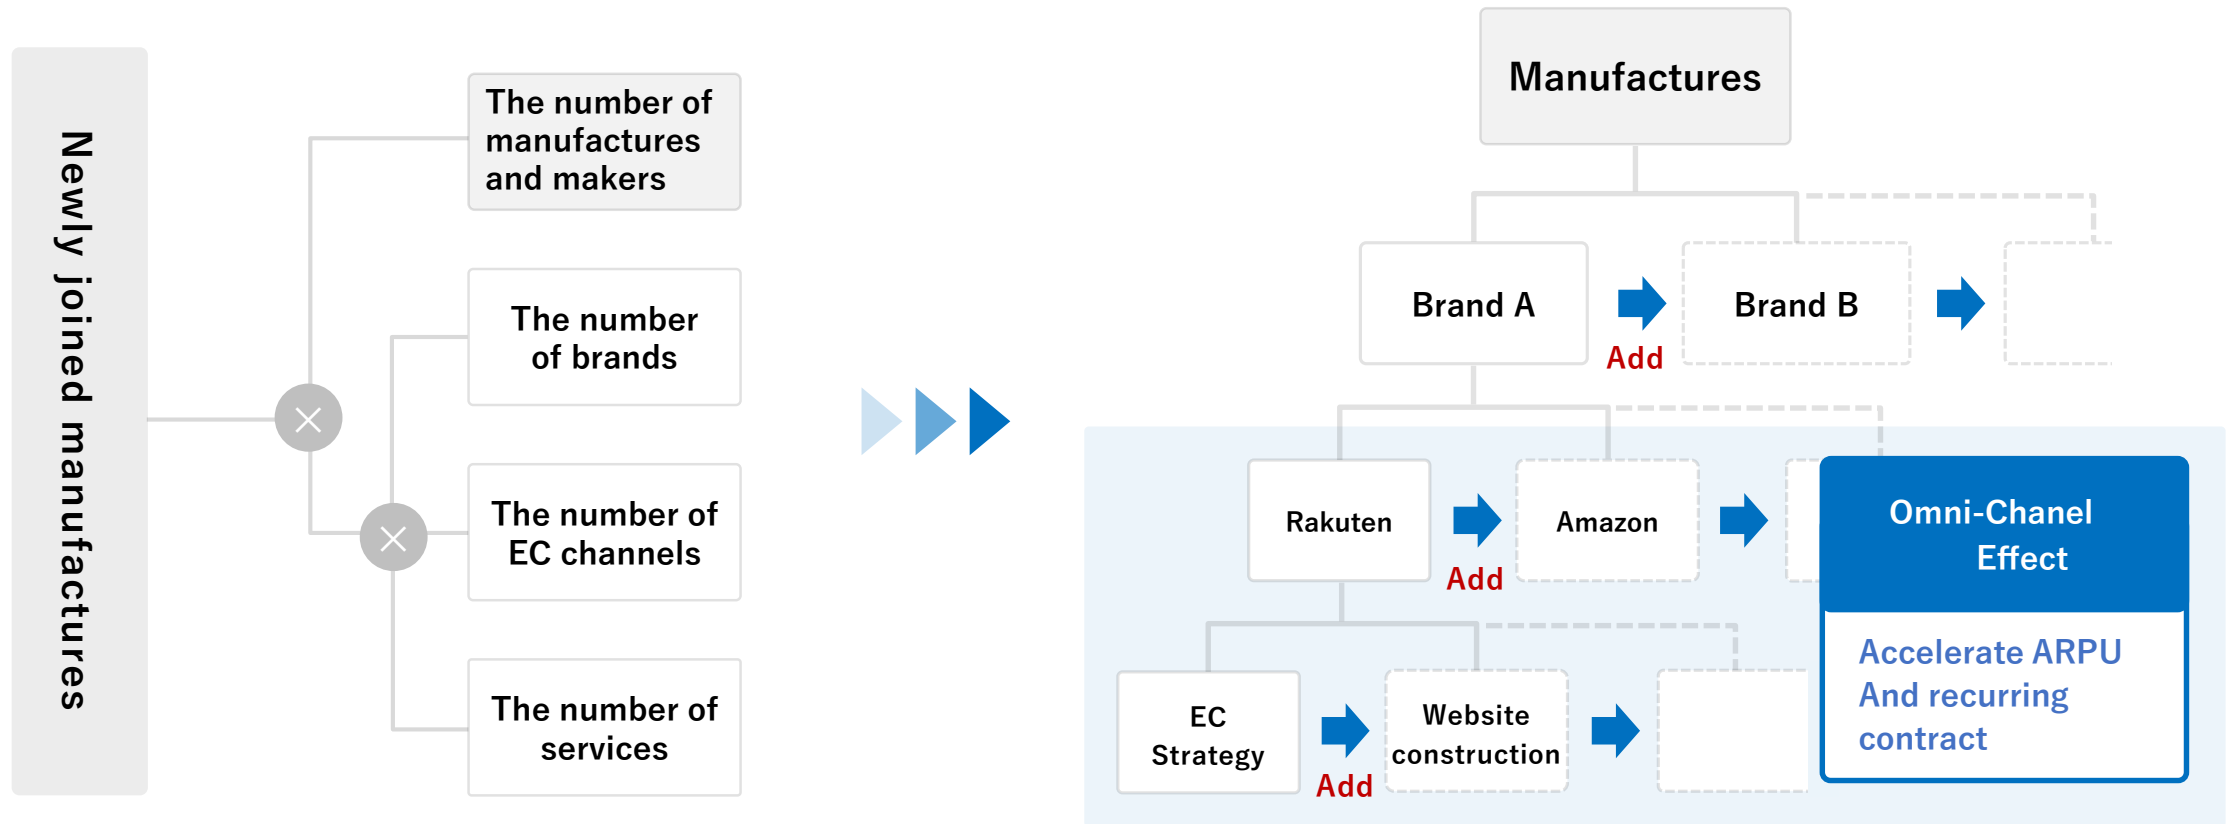 Newly joined manufactures
The number of
manufactures
and makers
The number
of brands
The number of
EC channels
The number of
services
Manufactures
Brand A
Add
Brand B
Rakuten
Add
Amazon
EC
Strategy
Add
Website
construction
Omni-Chanel
Effect
Accelerate ARPU
And recurring
contract